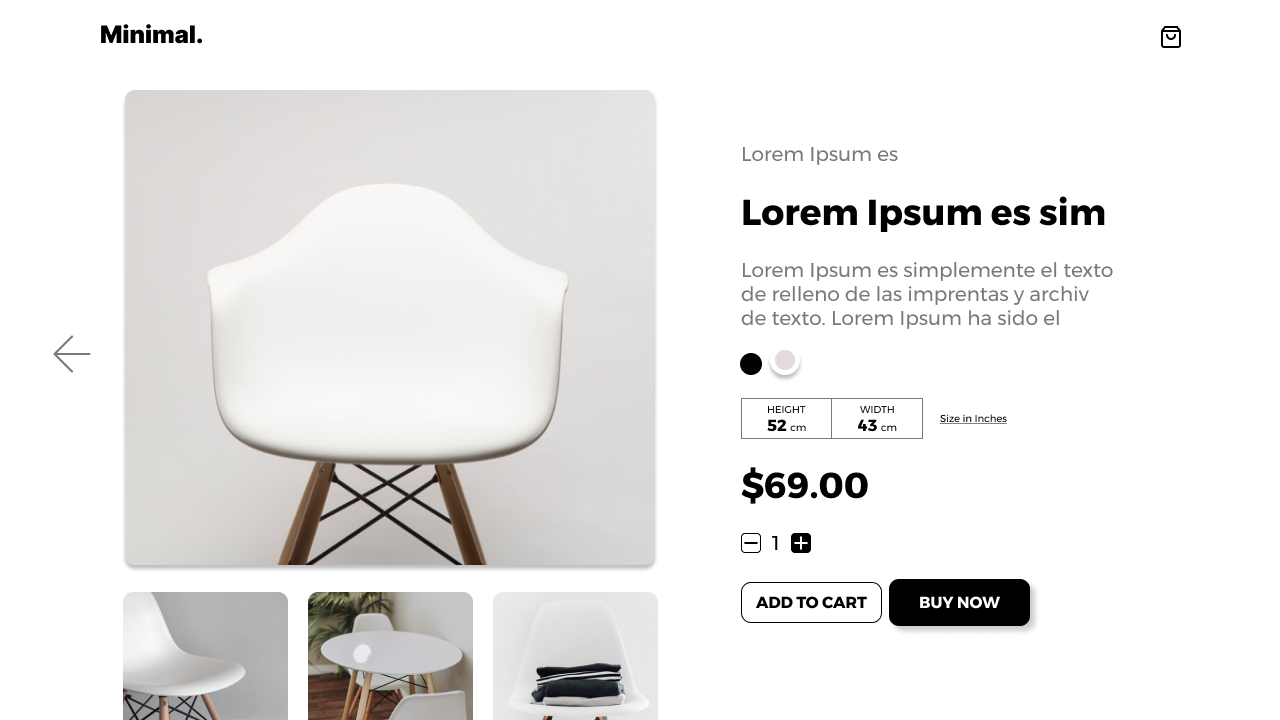 Minimal.
Lorem Ipsum es
Lorem Ipsum es sim
Lorem Ipsum es simplemente el texto
de relleno de las imprentas y archiv
de texto. Lorem Ipsum ha sido el
HEIGHT
52 cm
WIDTH
43 cm
Size in Inches
$69.00
1
ADD TO CART
BUY NOW